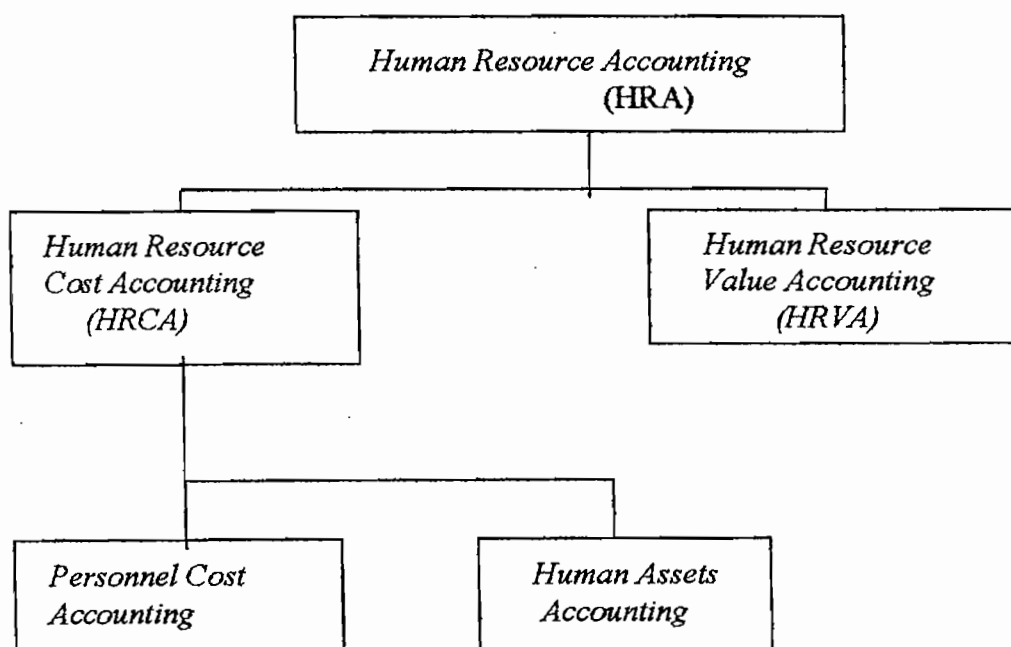 Human Resource Accounting
(HRA)
Human Resource
Cost Accounting
(HRCA)
Human Resource
Value Accounting
(HRVA)
Personnel Cost
Accounting
Human Assets
Accounting